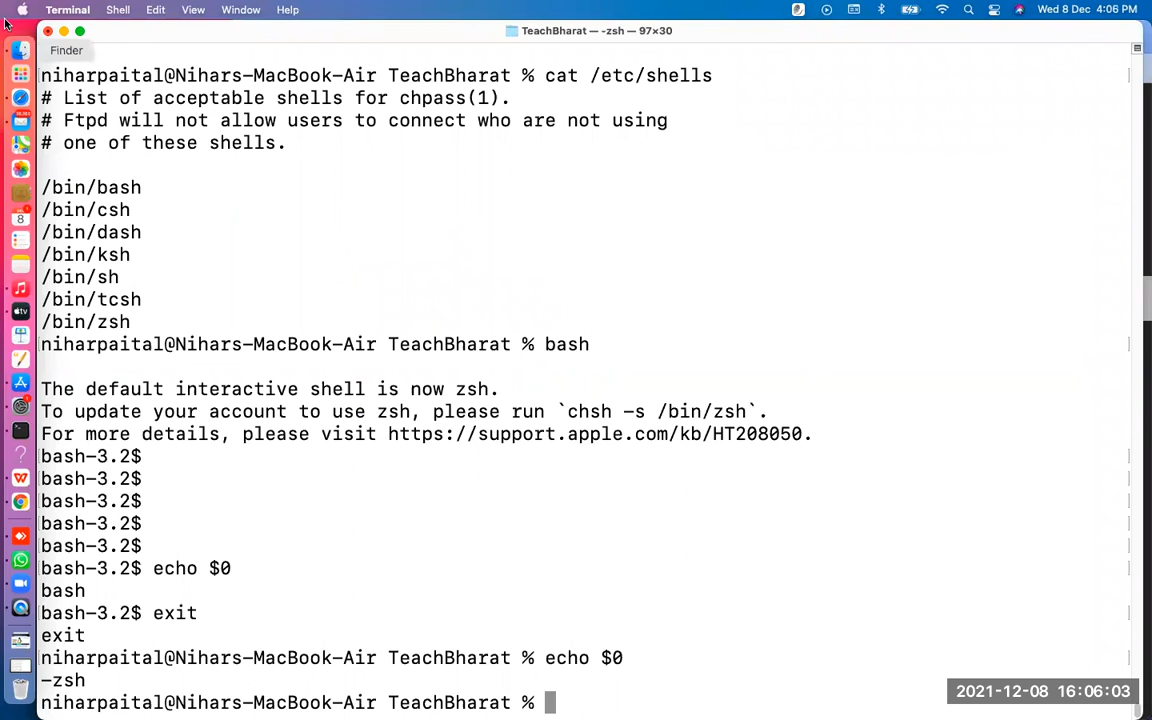 Terminal Shell Edit View Window Help Wed 8 Dec 4:06 PM
TeachBharat — -zsh — 97×30
Finder
niharpaital@Nihars-MacBook-Air TeachBharat % cat /etc/shells
# List of acceptable shells for chpass(1).
# Ftpd will not allow users to connect who are not using
# one of these shells.
/bin/bash
/bin/csh
/bin/dash
/bin/ksh
/bin/sh
/bin/tcsh
/bin/zsh
niharpaital@Nihars-MacBook-Air TeachBharat % bash
The default interactive shell is now zsh.
To update your account to use zsh, please run `chsh -s /bin/zsh`.
For more details, please visit https://support.apple.com/kb/HT208050.
bash-3.2$
bash-3.2$
bash-3.2$
bash-3.2$
bash-3.2$
bash-3.2$ echo $0
bash
bash-3.2$ exit
exit
niharpaital@Nihars-MacBook-Air TeachBharat % echo $0
-zsh
niharpaital@Nihars-MacBook-Air TeachBharat %
2021-12-08 16:06:03